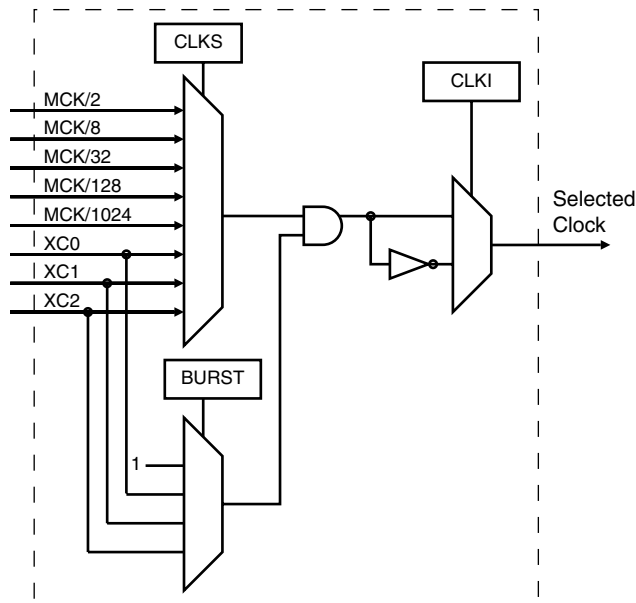 CLKS
CLKI
MCK/2
MCK/8
MCK/32
MCK/128
MCK/1024
XC0
XC1
XC2
Selected
Clock
BURST
1